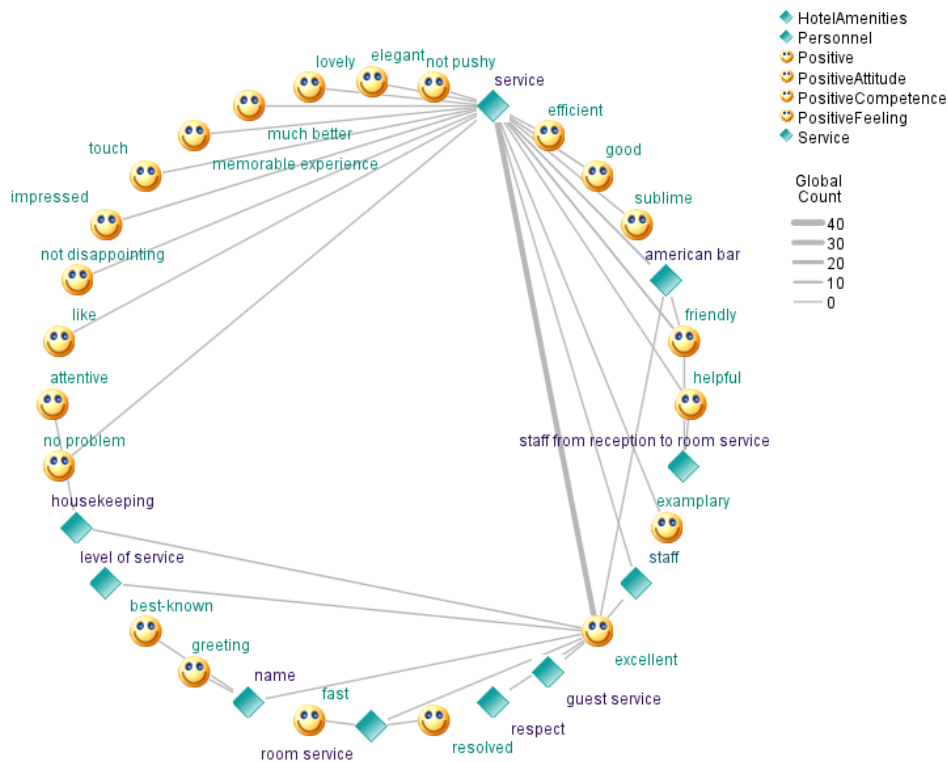 lovely
elegant
not pushy
service
efficient
much better
touch
memorable experience
good
impressed
sublime
not disappointing
american bar
like
friendly
attentive
helpful
no problem
staff from reception to room service
housekeeping
examplary
level of service
staff
best-known
greeting
excellent
name
fast
guest service
respect
room service
resolved
HotelAmenities
Personnel
Positive
PositiveAttitude
PositiveCompetence
PositiveFeeling
Service
Global
Count
40
30
20
10
0